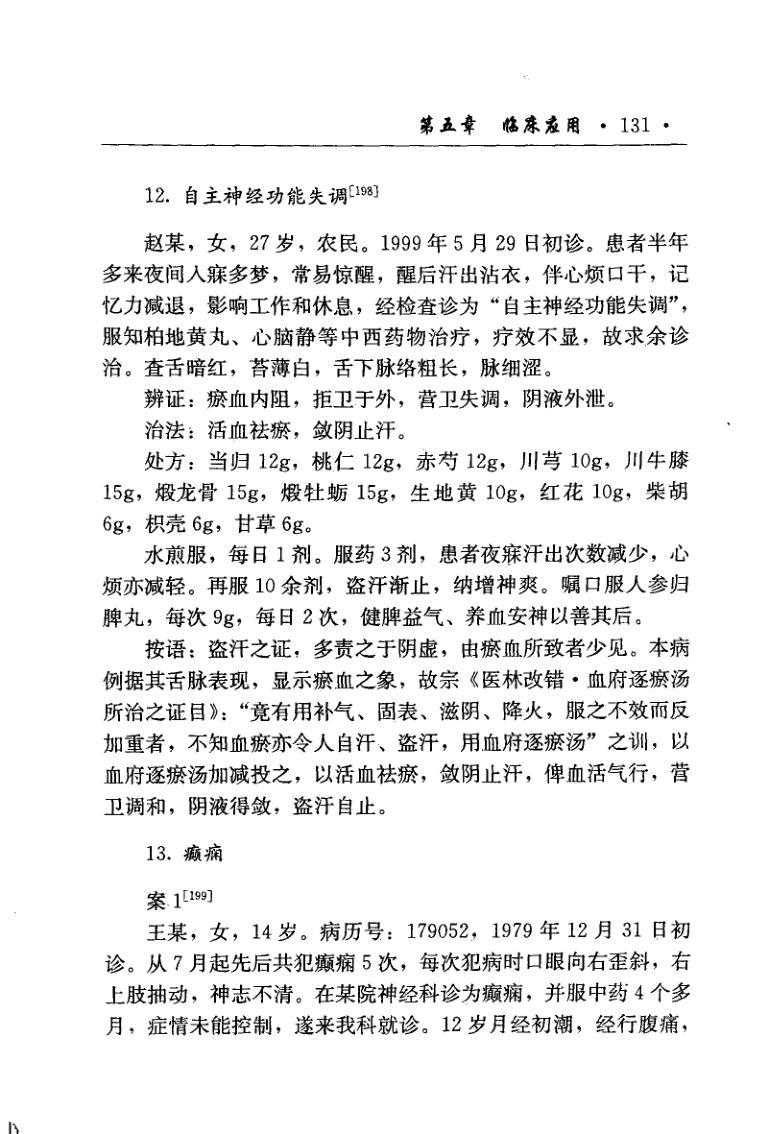 第五章 临床应用 · 131 ·
12. 自主神经功能失调[198]
赵某，女，27 岁，农民。1999 年 5 月 29 日初诊。患者半年
多来夜间入寐多梦，常易惊醒，醒后汗出沾衣，伴心烦口干，记
忆力减退，影响工作和休息，经检查诊为“自主神经功能失调”，
服知柏地黄丸、心脑静等中西药物治疗，疗效不显，故求余诊
治。查舌暗红，苔薄白，舌下脉络粗长，脉细涩。
辨证：瘀血内阻，拒卫于外，营卫失调，阴液外泄。
治法：活血祛瘀，敛阴止汗。
处方：当归 12g，桃仁 12g，赤芍 12g，川芎 10g，川牛膝
15g，煅龙骨 15g，煅牡蛎 15g，生地黄 10g，红花 10g，柴胡
6g，枳壳 6g，甘草 6g。
水煎服，每日 1 剂。服药 3 剂，患者夜寐汗出次数减少，心
烦亦减轻。再服 10 余剂，盗汗渐止，纳增神爽。嘱口服人参归
脾丸，每次 9g，每日 2 次，健脾益气、养血安神以善其后。
按语：盗汗之证，多责之于阴虚，由瘀血所致者少见。本病
例据其舌脉表现，显示瘀血之象，故宗《医林改错·血府逐瘀汤
所治之证目》：“竟有用补气、固表、滋阴、降火，服之不效而反
加重者，不知血瘀亦令人自汗、盗汗，用血府逐瘀汤”之训，以
血府逐瘀汤加减投之，以活血祛瘀，敛阴止汗，俾血活气行，营
卫调和，阴液得敛，盗汗自止。
13. 癫痫
案 1[199]
王某，女，14 岁。病历号：179052，1979 年 12 月 31 日初
诊。从 7 月起先后共犯癫痫 5 次，每次犯病时口眼向右歪斜，右
上肢抽动，神志不清。在某院神经科诊为癫痫，并服中药 4 个多
月，症情未能控制，遂来我科就诊。12 岁月经初潮，经行腹痛，